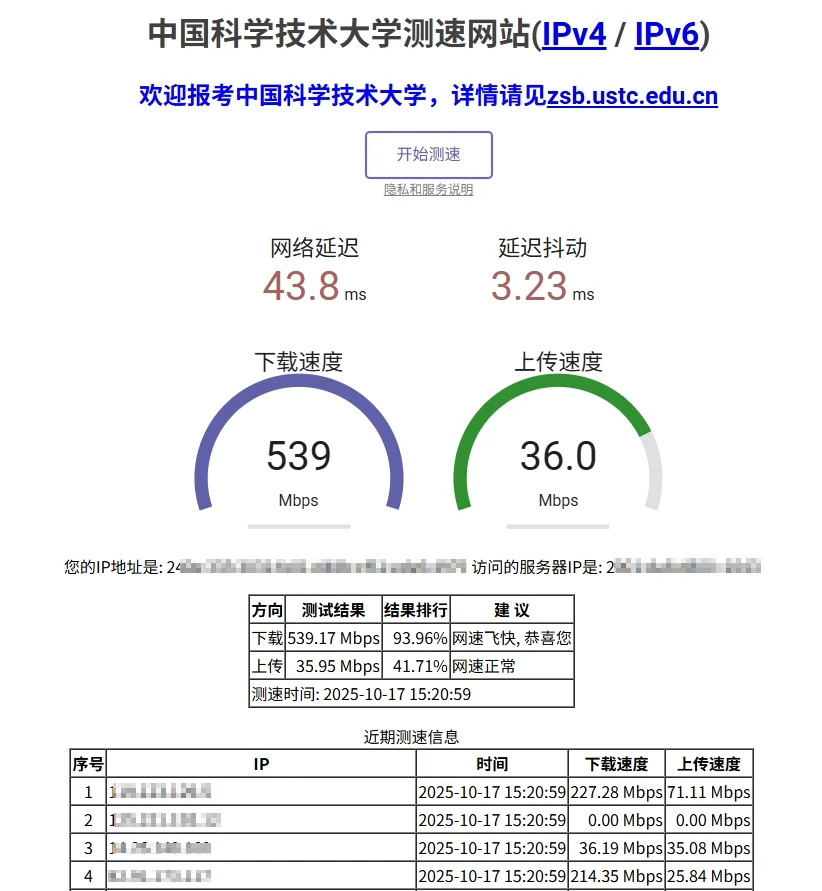 中国科学技术大学测速网站(IPv4 / IPv6)
欢迎报考中国科学技术大学，详情请见zsb.ustc.edu.cn
开始测速
隐私和服务说明
网络延迟 延迟抖动
43.8 ms 3.23 ms
下载速度 上传速度
539 36.0
Mbps Mbps
您的IP地址是: 24 访问的服务器IP是: 2
方向 测试结果 结果排行 建 议
下载 539.17 Mbps 93.96% 网速飞快, 恭喜您
上传 35.95 Mbps 41.71% 网速正常
测速时间: 2025-10-17 15:20:59
近期测速信息
序号 IP 时间 下载速度 上传速度
1 2025-10-17 15:20:59 227.28 Mbps 71.11 Mbps
2 2025-10-17 15:20:59 0.00 Mbps 0.00 Mbps
3 2025-10-17 15:20:59 36.19 Mbps 35.08 Mbps
4 2025-10-17 15:20:59 214.35 Mbps 25.84 Mbps